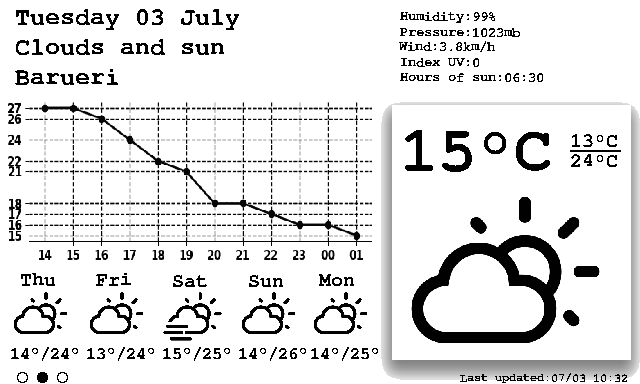 Tuesday 03 July
Clouds and sun
Barueri
Humidity:99%
Pressure:1023mb
Wind:3.8km/h
Index UV:0
Hours of sun:06:30
27
26
24
22
21
18
17
16
15
14 15 16 17 18 19 20 21 22 23 00 01
15°C
13°C
24°C
Thu Fri Sat Sun Mon
14°/24° 13°/24° 15°/25° 14°/26° 14°/25°
Last updated:07/03 10:32